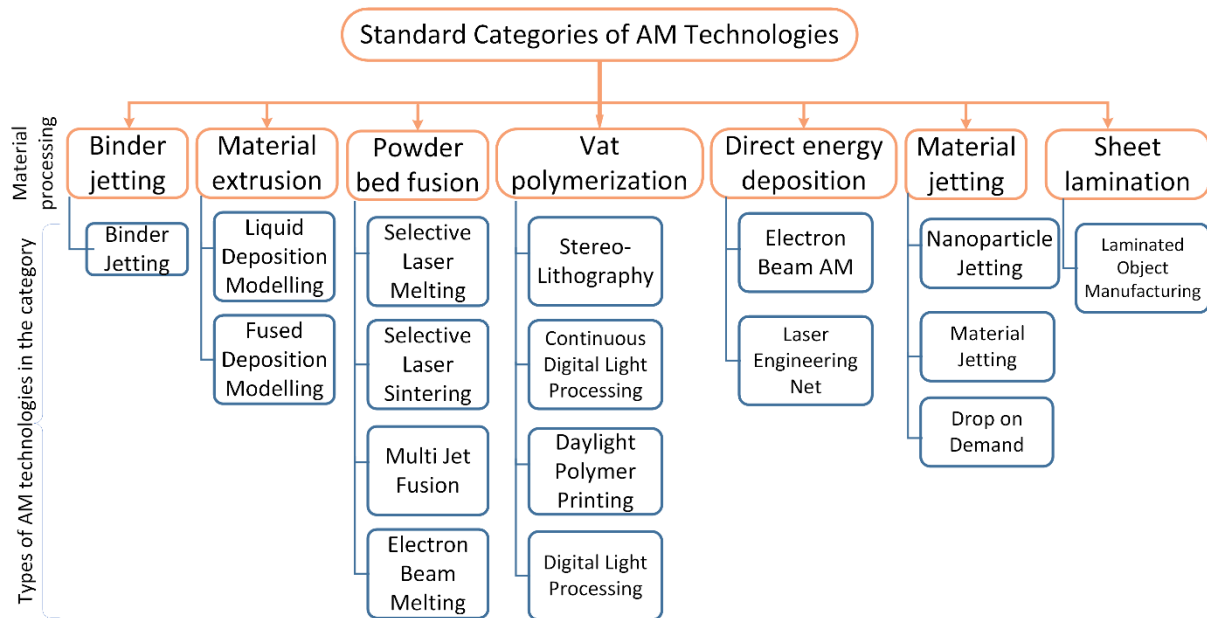 Standard Categories of AM Technologies
Material
processing
Binder
jetting
Material
extrusion
Powder
bed fusion
Vat
polymerization
Direct energy
deposition
Material
jetting
Sheet
lamination
Types of AM technologies in the category
Binder
Jetting
Liquid
Deposition
Modelling
Fused
Deposition
Modelling
Selective
Laser
Melting
Selective
Laser
Sintering
Multi Jet
Fusion
Electron
Beam
Melting
Stereo-
Lithography
Continuous
Digital Light
Processing
Daylight
Polymer
Printing
Digital Light
Processing
Electron
Beam AM
Laser
Engineering
Net
Nanoparticle
Jetting
Material
Jetting
Drop on
Demand
Laminated
Object
Manufacturing